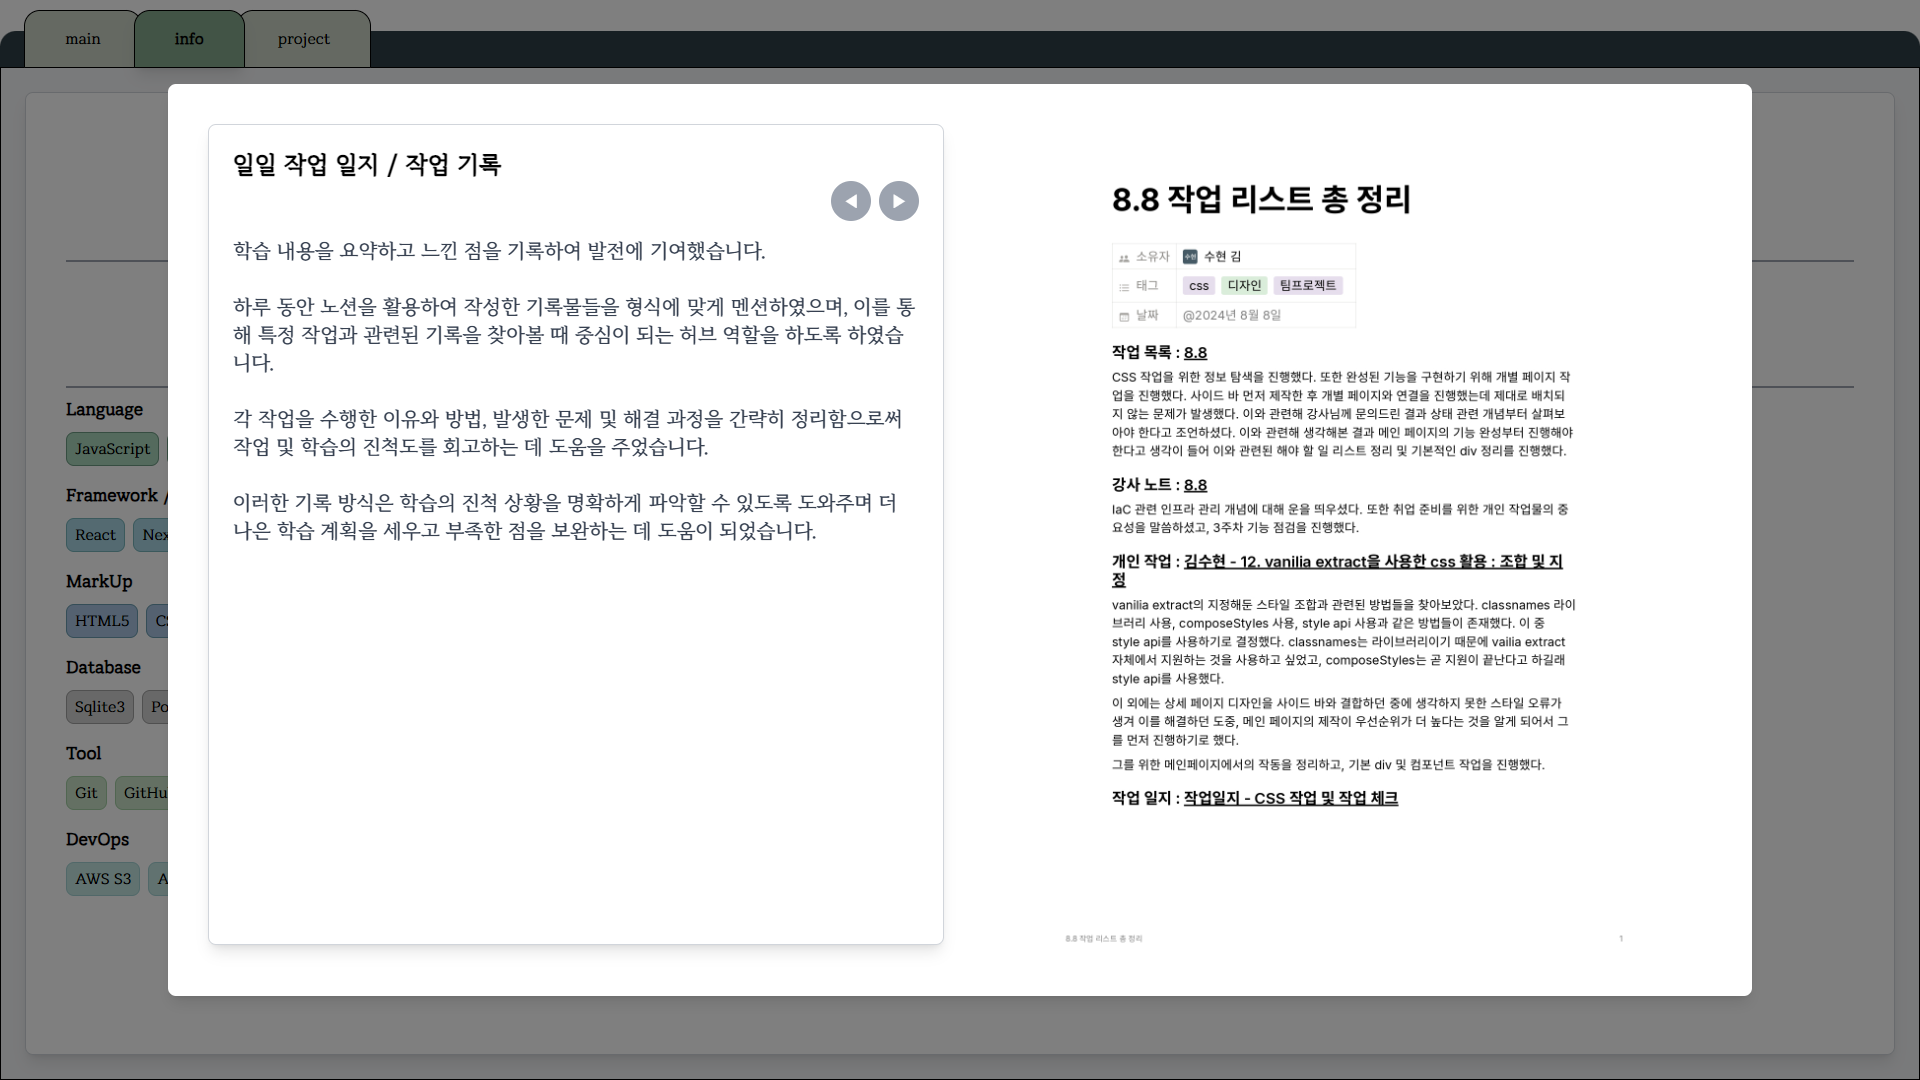 main
info
project
Language
JavaScript
Framework /
React
MarkUp
HTML5
Database
Sqlite3
Tool
Git
DevOps
AWS S3
일일 작업 일지 / 작업 기록
학습 내용을 요약하고 느낀 점을 기록하여 발전에 기여했습니다.
하루 동안 노션을 활용하여 작성한 기록물들을 형식에 맞게 멘션하였으며, 이를 통
해 특정 작업과 관련된 기록을 찾아볼 때 중심이 되는 허브 역할을 하도록 하였습
니다.
각 작업을 수행한 이유와 방법, 발생한 문제 및 해결 과정을 간략히 정리함으로써
작업 및 학습의 진척도를 회고하는 데 도움을 주었습니다.
이러한 기록 방식은 학습의 진척 상황을 명확하게 파악할 수 있도록 도와주며 더
나은 학습 계획을 세우고 부족한 점을 보완하는 데 도움이 되었습니다.
8.8 작업 리스트 총 정리
소유자 수현 수현 김
태그 css 디자인 팀프로젝트
날짜 @2024년 8월 8일
작업 목록 : 8.8
CSS 작업을 위한 정보 탐색을 진행했다. 또한 완성된 기능을 구현하기 위해 개별 페이지 작
업을 진행했다. 사이드 바 먼저 제작한 후 개별 페이지와 연결을 진행했는데 제대로 배치되
지 않는 문제가 발생했다. 이와 관련해 강사님께 문의드린 결과 상태 관련 개념부터 살펴보
아야 한다고 조언하셨다. 이와 관련해 생각해본 결과 메인 페이지의 기능 완성부터 진행해야
한다고 생각이 들어 이와 관련된 해야 할 일 리스트 정리 및 기본적인 div 정리를 진행했다.
강사 노트 : 8.8
IaC 관련 인프라 관리 개념에 대해 운을 띄우셨다. 또한 취업 준비를 위한 개인 작업물의 중
요성을 말씀하셨고, 3주차 기능 점검을 진행했다.
개인 작업 : 김수현 - 12. vanilia extract을 사용한 css 활용 : 조합 및 지
정
vanilia extract의 지정해둔 스타일 조합과 관련된 방법들을 찾아보았다. classnames 라이
브러리 사용, composeStyles 사용, style api 사용과 같은 방법들이 존재했다. 이 중
style api를 사용하기로 결정했다. classnames는 라이브러리이기 때문에 vailia extract
자체에서 지원하는 것을 사용하고 싶었고, composeStyles는 곧 지원이 끝난다고 하길래
style api를 사용했다.
이 외에는 상세 페이지 디자인을 사이드 바와 결합하던 중에 생각하지 못한 스타일 오류가
생겨 이를 해결하던 도중, 메인 페이지의 제작이 우선순위가 더 높다는 것을 알게 되어서 그
를 먼저 진행하기로 했다.
그를 위한 메인페이지에서의 작동을 정리하고, 기본 div 및 컴포넌트 작업을 진행했다.
작업 일지 : 작업일지 - CSS 작업 및 작업 체크
8.8 작업 리스트 총 정리 1